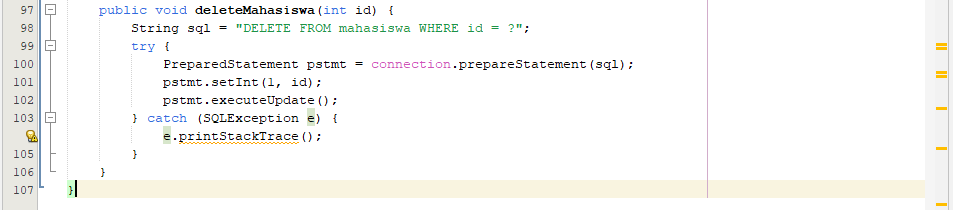 97 public void deleteMahasiswa(int id) {
98 String sql = "DELETE FROM mahasiswa WHERE id = ?";
99 try {
100 PreparedStatement pstmt = connection.prepareStatement(sql);
101 pstmt.setInt(1, id);
102 pstmt.executeUpdate();
103 } catch (SQLException e) {
e.printStackTrace();
105 }
106 }
107 }